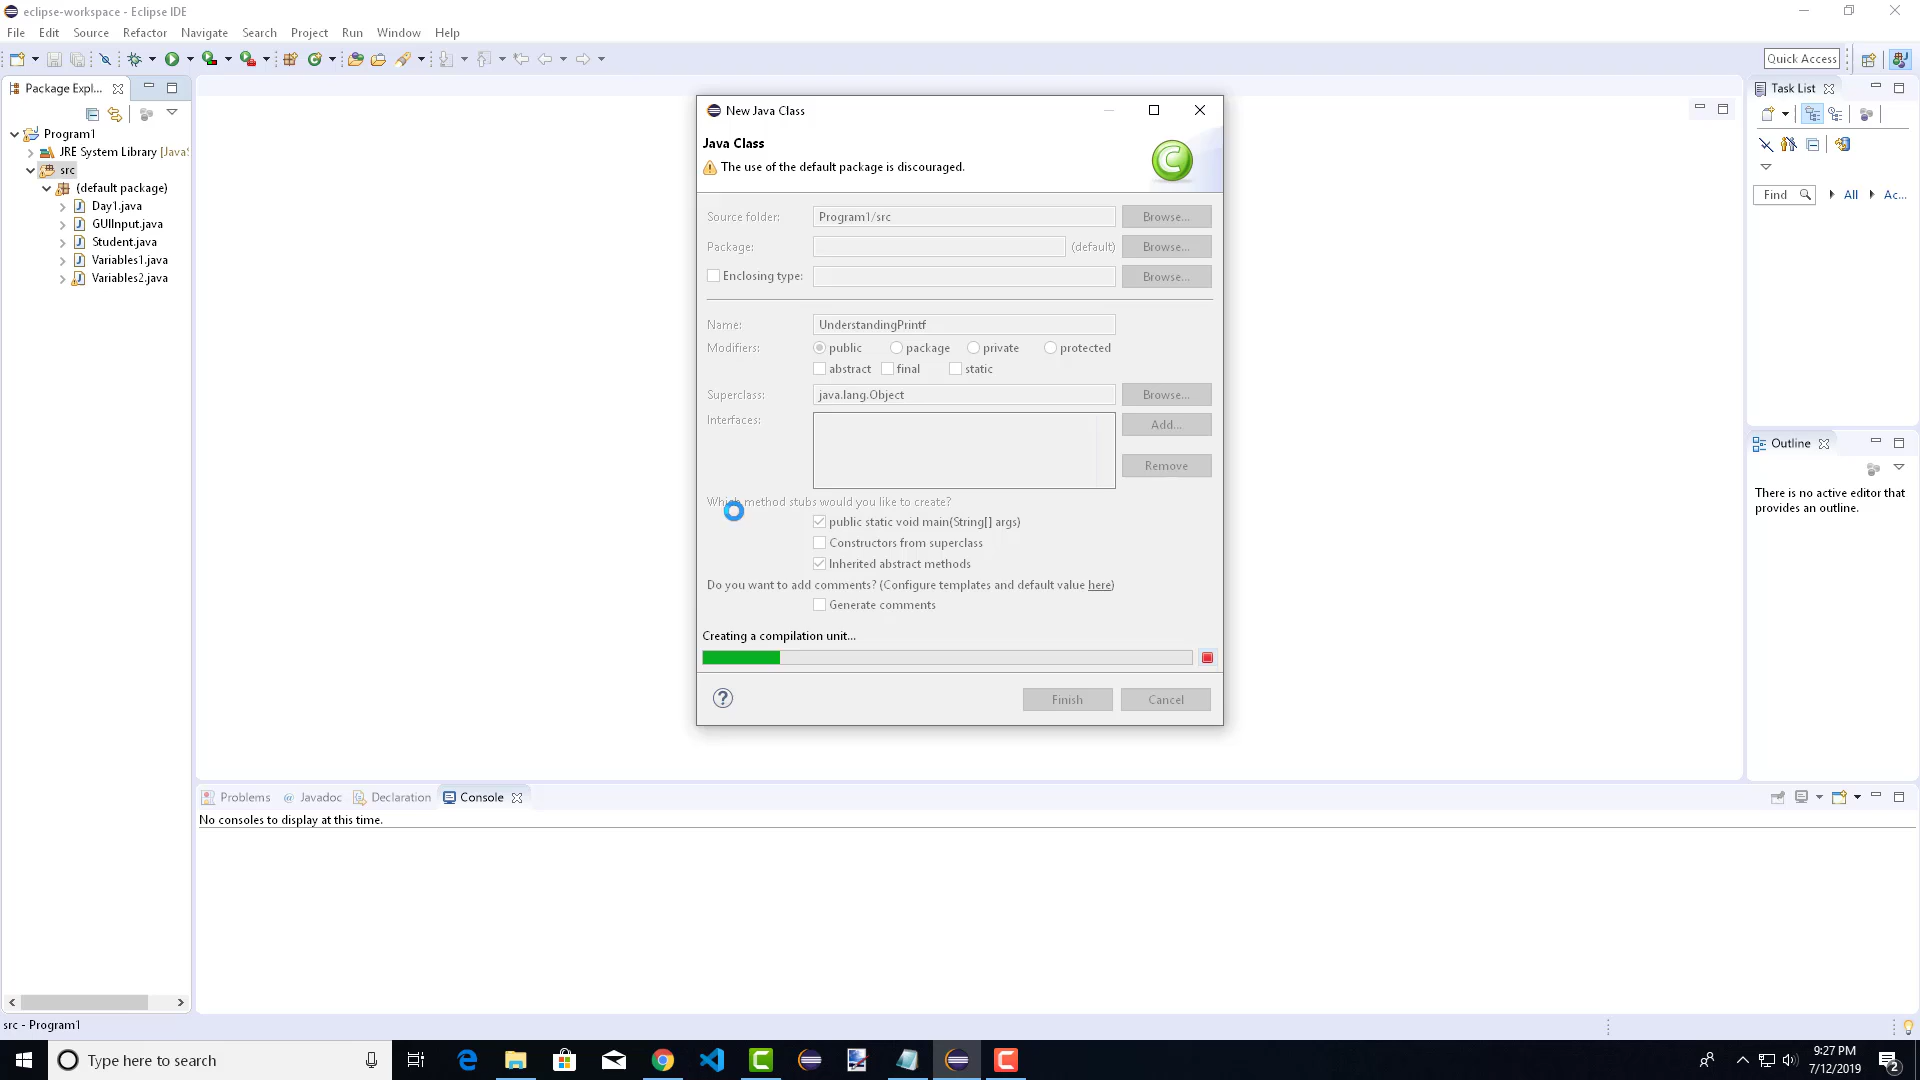 eclipse-workspace - Eclipse IDE
File Edit Source Refactor Navigate Search Project Run Window Help
Quick Access
Package Expl...
Program1
JRE System Library
src
(default package)
Day1.java
GUIInput.java
Student.java
Variables1.java
Variables2.java
New Java Class
Java Class
The use of the default package is discouraged.
Source folder: Program1/src Browse...
Package: (default) Browse...
Enclosing type: Browse...
Name: UnderstandingPrintf
Modifiers: public package private protected
abstract final static
Superclass: java.lang.Object Browse...
Interfaces: Add...
Remove
Which method stubs would you like to create?
public static void main(String[] args)
Constructors from superclass
Inherited abstract methods
Do you want to add comments? (Configure templates and default value here)
Generate comments
Creating a compilation unit...
Finish Cancel
Task List
Find All Ac...
Outline
There is no active editor that
provides an outline.
Problems Javadoc Declaration Console
No consoles to display at this time.
src - Program1
Type here to search
9:27 PM
7/12/2019
2